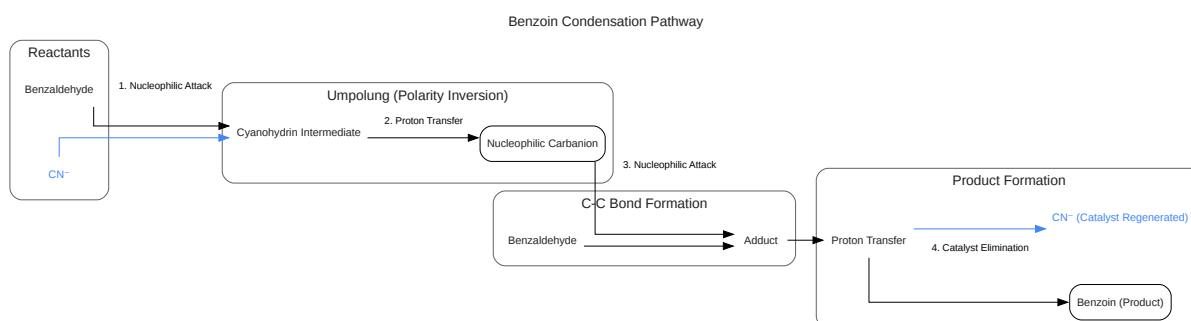 Benzoin Condensation Pathway
Reactants
Benzaldehyde
CN⁻
1. Nucleophilic Attack
Umpolung (Polarity Inversion)
Cyanohydrin Intermediate
2. Proton Transfer
Nucleophilic Carbanion
3. Nucleophilic Attack
C-C Bond Formation
Benzaldehyde
Adduct
Product Formation
Proton Transfer
CN⁻ (Catalyst Regenerated)
4. Catalyst Elimination
Benzoin (Product)